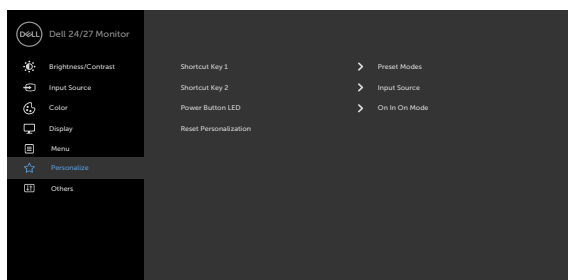 DELL Dell 24/27 Monitor
Brightness/Contrast
Shortcut Key 1 Preset Modes
Input Source
Shortcut Key 2 Input Source
Color
Power Button LED On In On Mode
Display
Reset Personalization
Menu
Personalize
Others